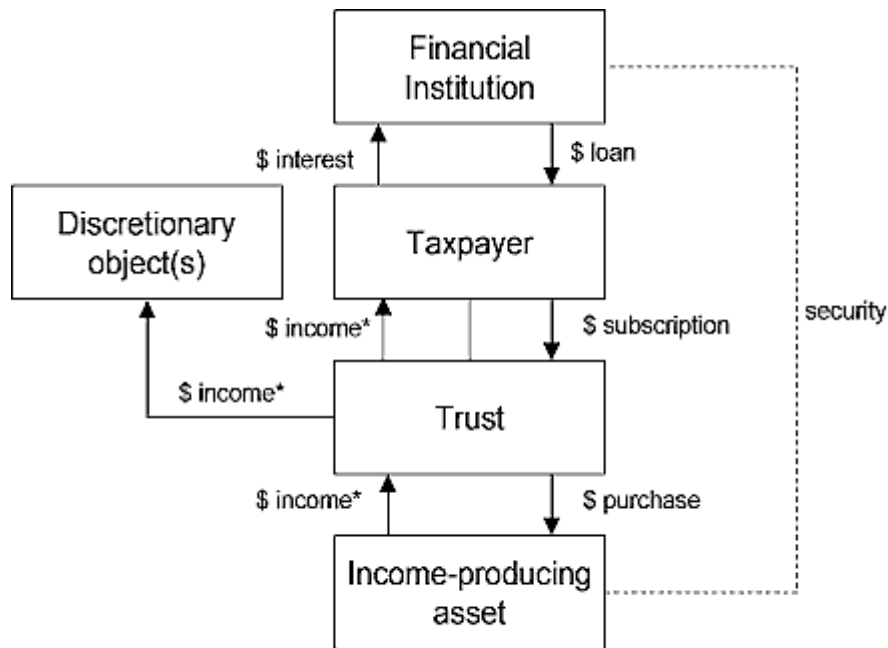 Financial
Institution
$ interest
$ loan
Discretionary
object(s)
Taxpayer
security
$ income*
$ subscription
$ income*
Trust
$ income*
$ purchase
Income-producing
asset